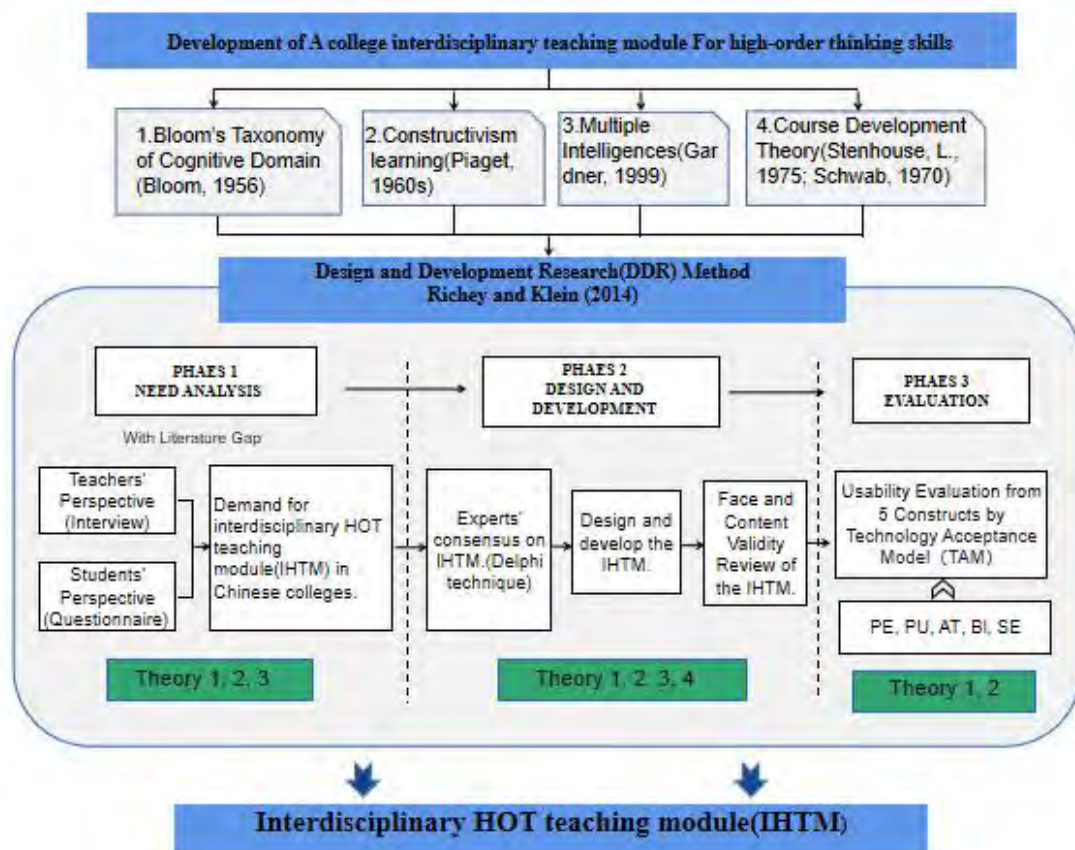 Development of A college interdisciplinary teaching module For high-order thinking skills
1.Bloom's Taxonomy
of Cognitive Domain
(Bloom, 1956)
2.Constructivism
learning(Piaget,
1960s)
3.Multiple
Intelligences(Gar
dner, 1999)
4.Course Development
Theory(Stenhouse, L.,
1975; Schwab, 1970)
Design and Development Research(DDR) Method
Richey and Klein (2014)
PHAES 1
NEED ANALYSIS
With Literature Gap
Teachers'
Perspective
(Interview)
Students'
Perspective
(Questionnaire)
Demand for
interdisciplinary HOT
teaching
module(IHTM) in
Chinese colleges.
Theory 1, 2, 3
PHAES 2
DESIGN AND
DEVELOPMENT
Experts'
consensus on
IHTM.(Delphi
technique)
Design and
develop the
IHTM.
Face and
Content
Validity
Review of
the IHTM.
Theory 1, 2, 3, 4
PHAES 3
EVALUATION
Usability Evaluation from
5 Constructs by
Technology Acceptance
Model (TAM)
PE, PU, AT, BI, SE
Theory 1, 2
Interdisciplinary HOT teaching module(IHTM)